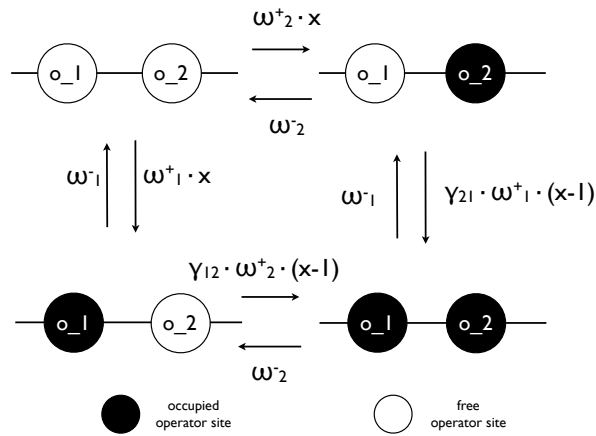 ω⁺₂ · x
o_1 o_2 o_1 o_2
ω⁻₂
ω⁻₁ ω⁺₁ · x ω⁻₁ γ₂₁ · ω⁺₁ · (x-1)
γ₁₂ · ω⁺₂ · (x-1)
o_1 o_2 o_1 o_2
ω⁻₂
occupied
operator site
free
operator site